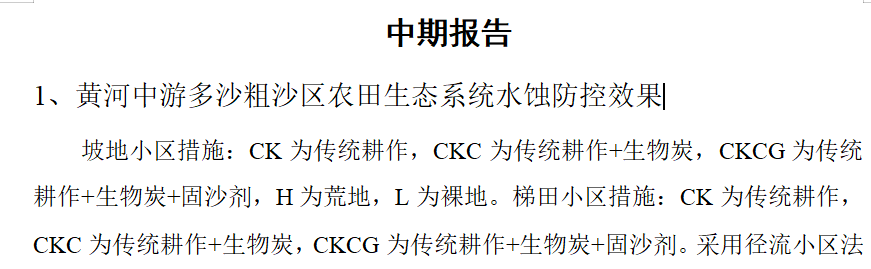 中期报告
1、黄河中游多沙粗沙区农田生态系统水蚀防控效果
坡地小区措施：CK 为传统耕作，CKC 为传统耕作+生物炭，CKCG 为传统
耕作+生物炭+固沙剂，H 为荒地，L 为裸地。梯田小区措施：CK 为传统耕作，
CKC 为传统耕作+生物炭，CKCG 为传统耕作+生物炭+固沙剂。采用径流小区法